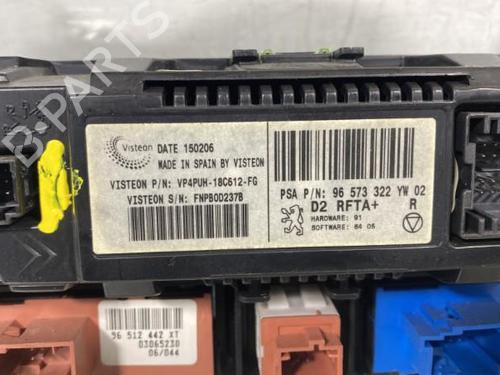 Visteon DATE 150206
MADE IN SPAIN BY VISTEON
VISTEON P/N: VP4PUH-18C612-FG
VISTEON S/N: FNPB0D237B
PSA P/N: 96 573 322 YW 02
D2 RFTA+ R
HARDWARE: 91
SOFTWARE: 84 05
B-PARTS
96 512 442 XT
03065230
06/044